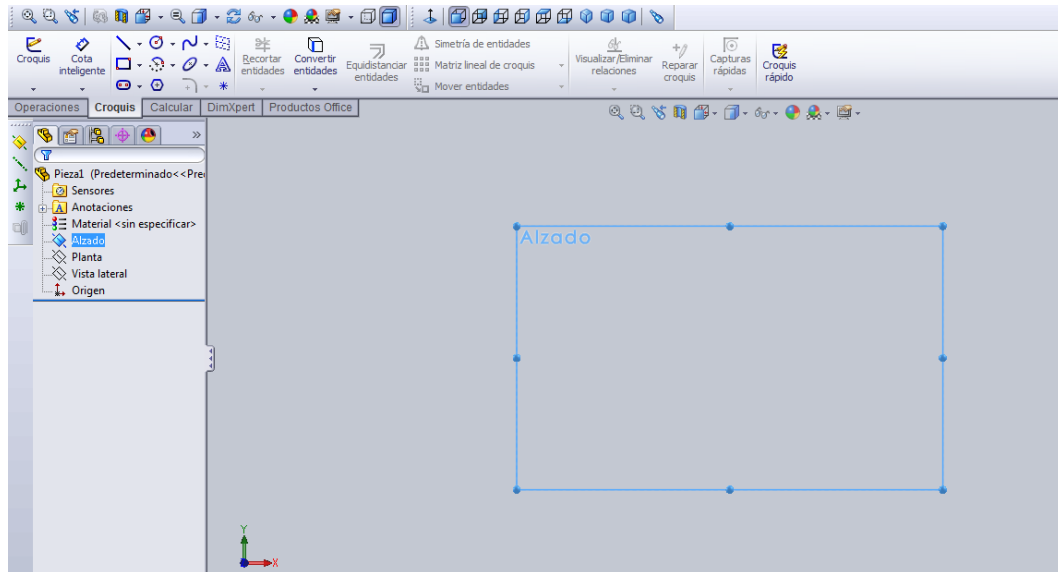 Croquis
Cota
inteligente
Recortar
entidades
Convertir
entidades
Equidistanciar
entidades
Simetría de entidades
Matriz lineal de croquis
Mover entidades
Visualizar/Eliminar
relaciones
Reparar
croquis
Capturas
rápidas
Croquis
rápido
Operaciones Croquis Calcular DimXpert Productos Office
Pieza1 (Predeterminado<<Pre
Sensores
A Anotaciones
Material <sin especificar>
Alzado
Planta
Vista lateral
Origen
Alzado
Y
X